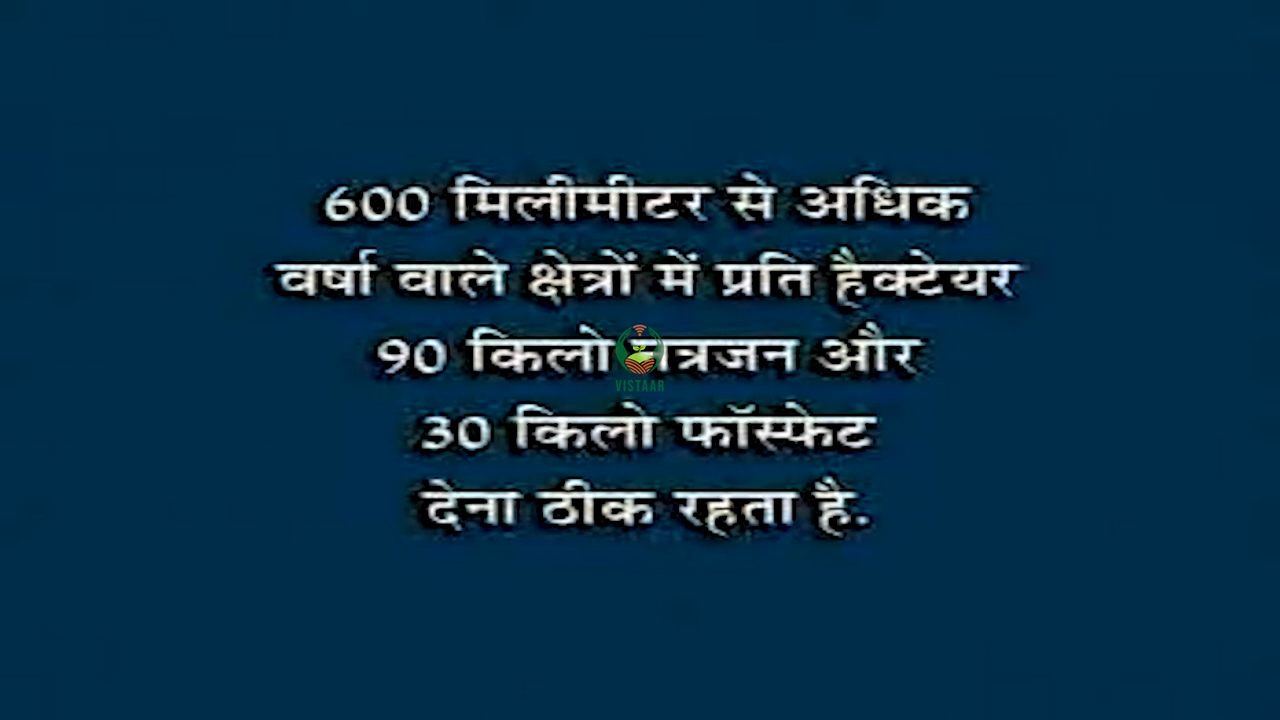 600 मिलीमीटर से अधिक
वर्षा वाले क्षेत्रों में प्रति हैक्टेयर
90 किलो नत्रजन और
VISTAAR
30 किलो फॉस्फेट
देना ठीक रहता है.